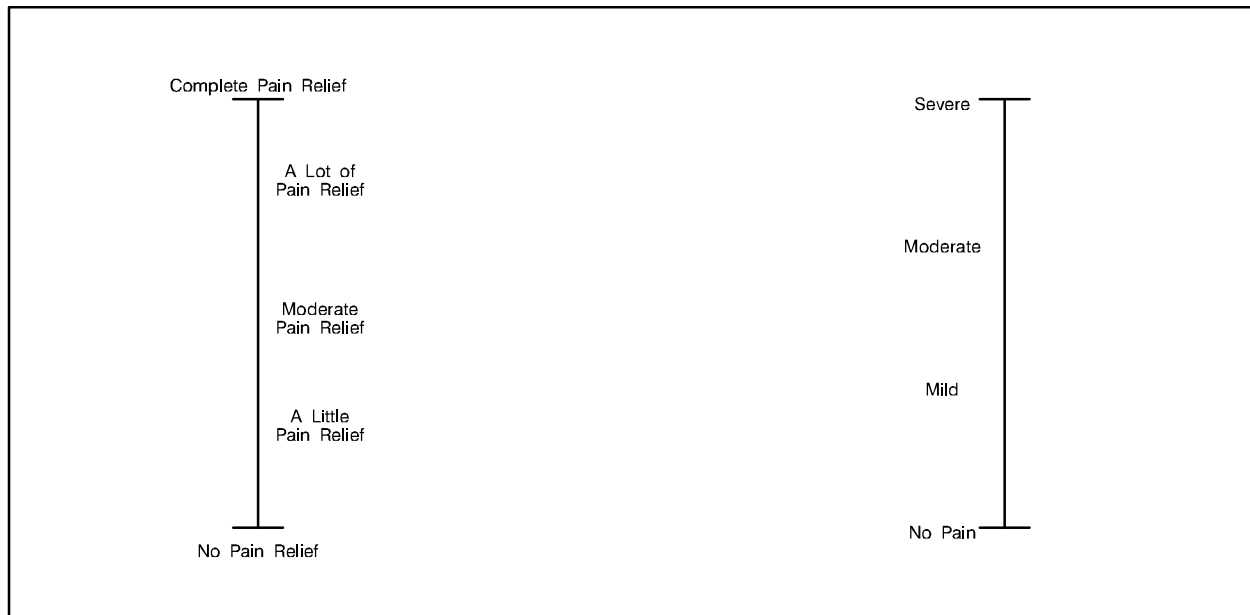 Complete Pain Relief
A Lot of
Pain Relief
Moderate
Pain Relief
A Little
Pain Relief
No Pain Relief
Severe
Moderate
Mild
No Pain